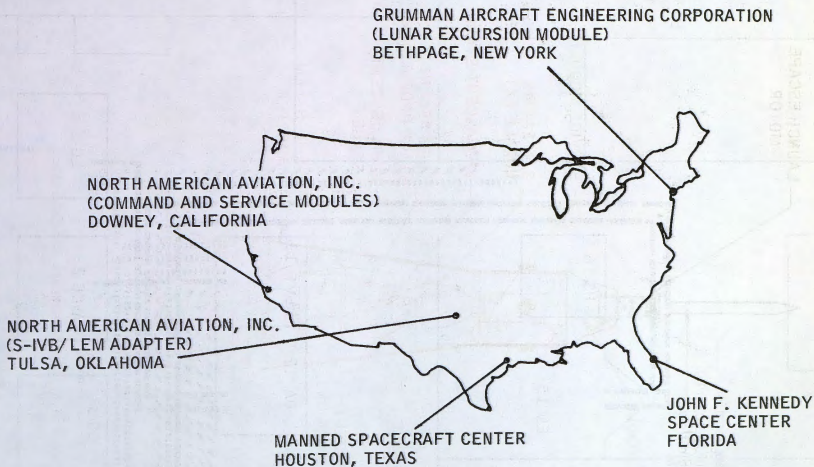 GRUMMAN AIRCRAFT ENGINEERING CORPORATION
(LUNAR EXCURSION MODULE)
BETHPAGE, NEW YORK
NORTH AMERICAN AVIATION, INC.
(COMMAND AND SERVICE MODULES)
DOWNEY, CALIFORNIA
NORTH AMERICAN AVIATION, INC.
(S-IVB/LEM ADAPTER)
TULSA, OKLAHOMA
MANNED SPACECRAFT CENTER
HOUSTON, TEXAS
JOHN F. KENNEDY
SPACE CENTER
FLORIDA